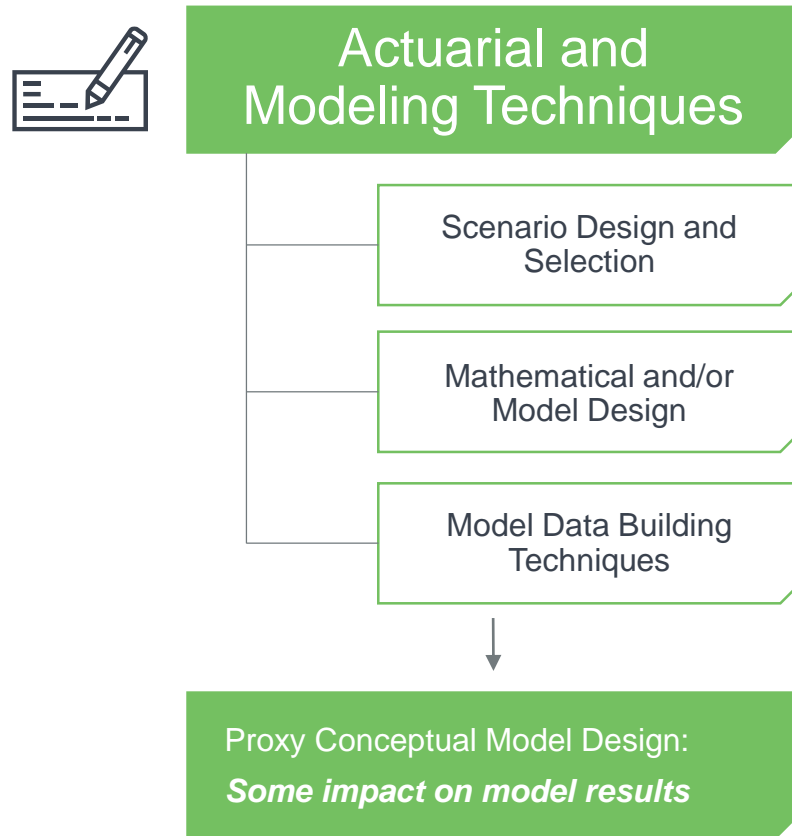 Actuarial and
Modeling Techniques
Scenario Design and
Selection
Mathematical and/or
Model Design
Model Data Building
Techniques
Proxy Conceptual Model Design:
Some impact on model results